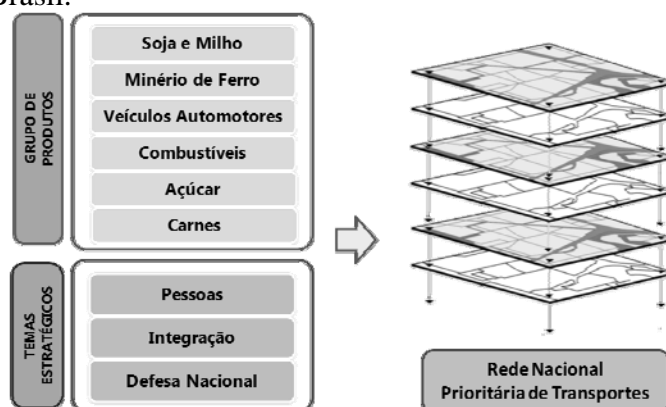 Brasil.
GRUPO DE
PRODUTOS
Soja e Milho
Minério de Ferro
Veículos Automotores
Combustíveis
Açúcar
Carnes
TEMAS
ESTRATÉGICOS
Pessoas
Integração
Defesa Nacional
Rede Nacional
Prioritária de Transportes